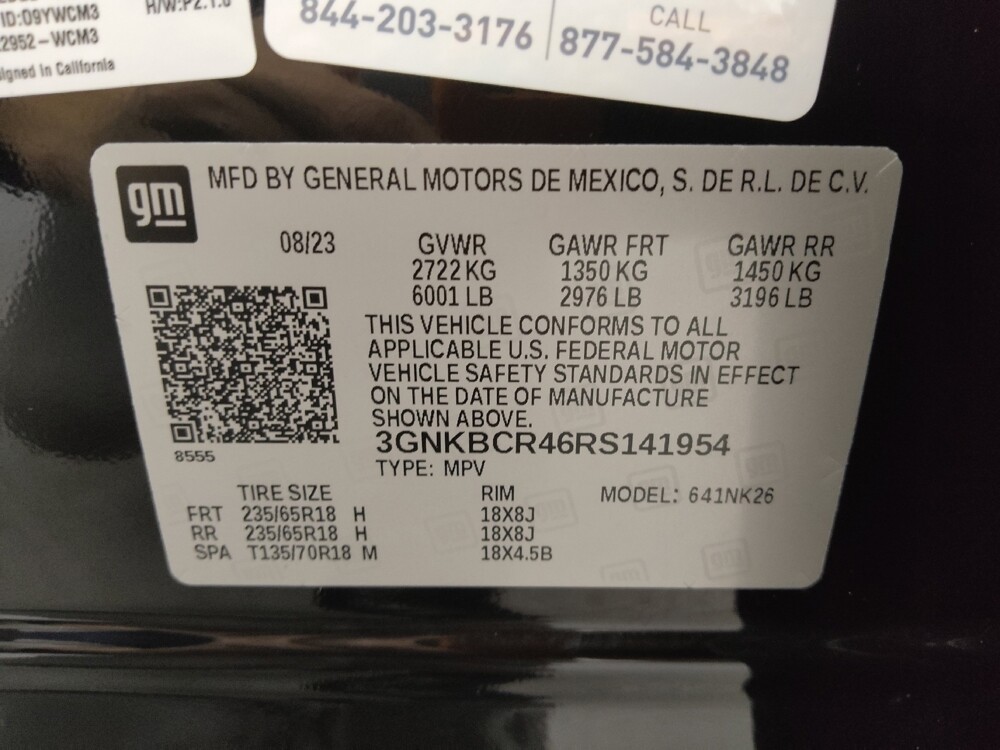 ID:09YWCM3
H/W:P2.1.0
2952-WCM3
signed in California
844-203-3176
CALL
877-584-3848
gm
MFD BY GENERAL MOTORS DE MEXICO, S. DE R.L. DE C.V.
08/23 GVWR GAWR FRT GAWR RR
2722 KG 1350 KG 1450 KG
6001 LB 2976 LB 3196 LB
THIS VEHICLE CONFORMS TO ALL
APPLICABLE U.S. FEDERAL MOTOR
VEHICLE SAFETY STANDARDS IN EFFECT
ON THE DATE OF MANUFACTURE
SHOWN ABOVE.
3GNKBCR46RS141954
8555
TYPE: MPV
TIRE SIZE RIM MODEL: 641NK26
FRT 235/65R18 H 18X8J
RR 235/65R18 H 18X8J
SPA T135/70R18 M 18X4.5B